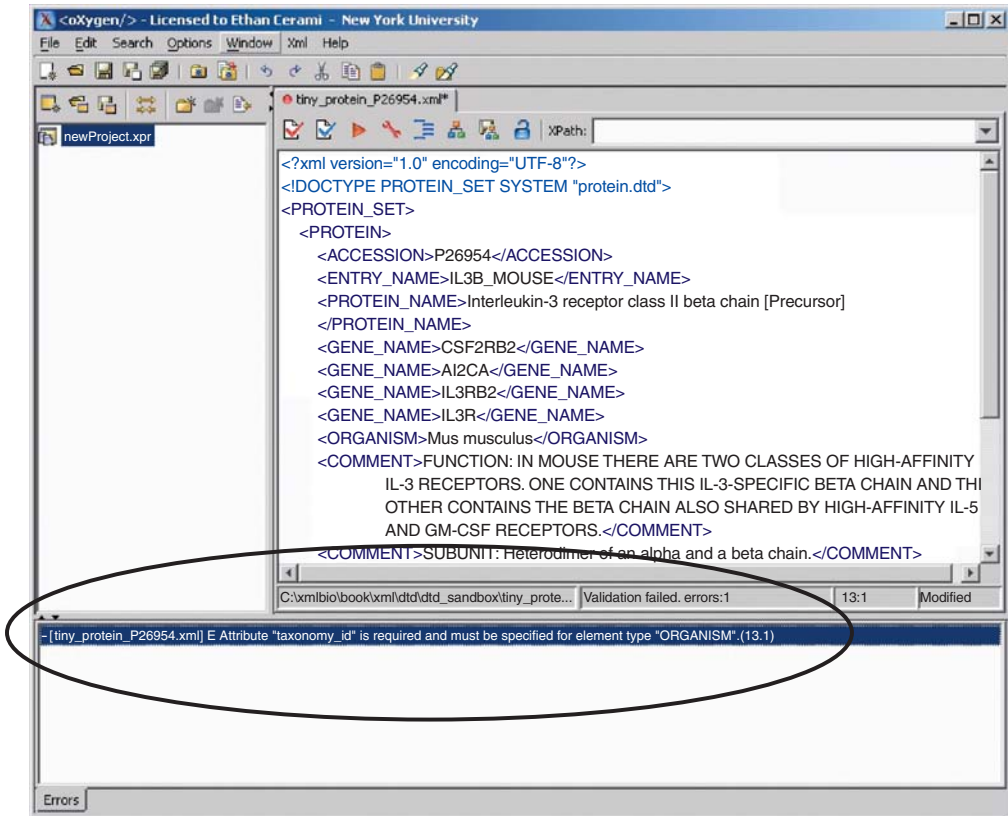 <oXygen/> - Licensed to Ethan Cerami - New York University
File Edit Search Options Window Xml Help
newProject.xpr
tiny_protein_P26954.xml*
XPath:
<?xml version="1.0" encoding="UTF-8"?>
<!DOCTYPE PROTEIN_SET SYSTEM "protein.dtd">
<PROTEIN_SET>
<PROTEIN>
<ACCESSION>P26954</ACCESSION>
<ENTRY_NAME>IL3B_MOUSE</ENTRY_NAME>
<PROTEIN_NAME>Interleukin-3 receptor class II beta chain [Precursor]
</PROTEIN_NAME>
<GENE_NAME>CSF2RB2</GENE_NAME>
<GENE_NAME>AI2CA</GENE_NAME>
<GENE_NAME>IL3RB2</GENE_NAME>
<GENE_NAME>IL3R</GENE_NAME>
<ORGANISM>Mus musculus</ORGANISM>
<COMMENT>FUNCTION: IN MOUSE THERE ARE TWO CLASSES OF HIGH-AFFINITY
IL-3 RECEPTORS. ONE CONTAINS THIS IL-3-SPECIFIC BETA CHAIN AND
OTHER CONTAINS THE BETA CHAIN ALSO SHARED BY HIGH-AFFINITY IL-5
AND GM-CSF RECEPTORS.</COMMENT>
<COMMENT>SUBUNIT: Heterodimer of an alpha and a beta chain.</COMMENT>
C:\xmlbio\book\xml\dtd\dtd_sandbox\tiny_prote... Validation failed. errors:1 13:1 Modified
-[tiny_protein_P26954.xml] E Attribute "taxonomy_id" is required and must be specified for element type "ORGANISM".(13.1)
Errors